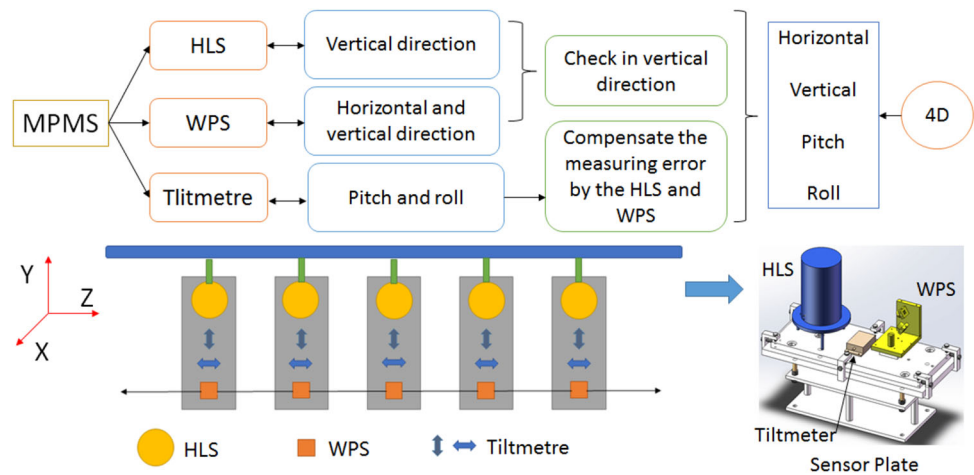 HLS
Vertical direction
MPMS
WPS
Horizontal and
vertical direction
Tlitmetre
Pitch and roll
Check in vertical
direction
Compensate the
measuring error
by the HLS and
WPS
Horizontal
Vertical
Pitch
Roll
4D
Y
Z
X
HLS
WPS
Tiltmetre
HLS
WPS
Tiltmeter
Sensor Plate